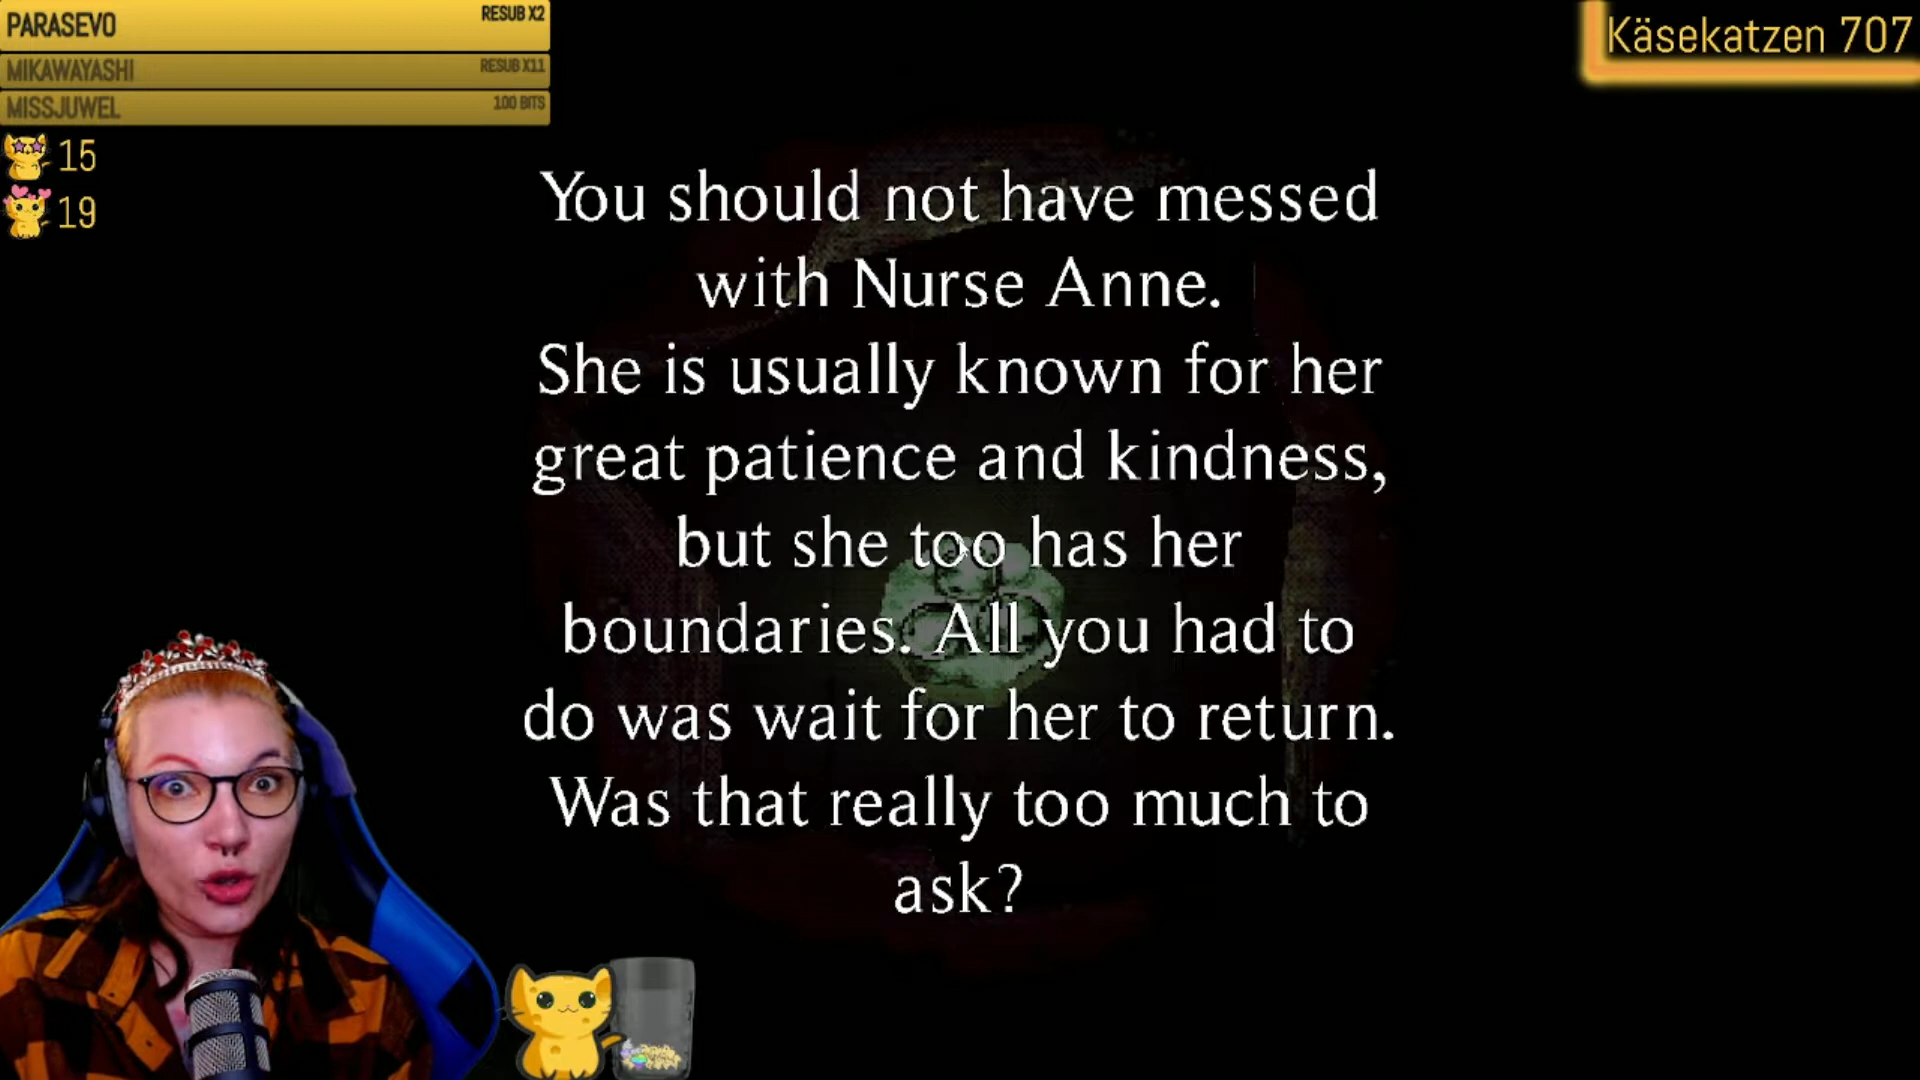 PARASEVO RESUB X2
MIKAWAYASHI RESUB X11
MISSJUWEL 100 BITS
15
19
Käsekatzen 707
You should not have messed
with Nurse Anne.
She is usually known for her
great patience and kindness,
but she too has her
boundaries. All you had to
do was wait for her to return.
Was that really too much to
ask?